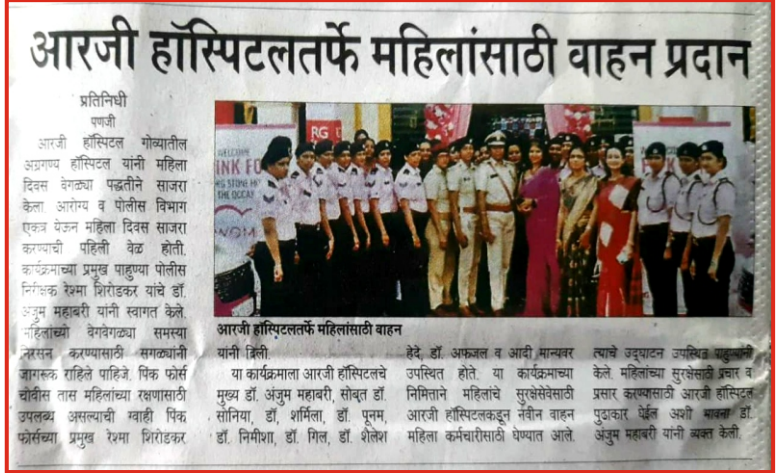 आरजी हॉस्पिटलतर्फे महिलांसाठी वाहन प्रदान
प्रतिनिधी
पणजी
आरजी हॉस्पिटल गोव्यातील
अग्रगण्य हॉस्पिटल यांनी महिला
दिवस वेगळ्या पद्धतीने साजरा
केला. आरोग्य व पोलीस विभाग
एकत्र येऊन महिला दिवस साजरा
करण्याची पहिली वेळ होती.
कार्यक्रमाच्या प्रमुख पाहुण्या पोलीस
निरीक्षक रेश्मा शिरोडकर यांचे डॉ.
अंजुम महाबरी यांनी स्वागत केले.
महिलांच्या वेगवेगळ्या समस्या
निरसन करण्यासाठी सगळ्यांनी
जागरूक राहिले पाहिजे. पिंक फोर्स
चोवीस तास महिलांच्या रक्षणासाठी
उपलब्ध असल्याची ग्वाही पिंक
फोर्सच्या प्रमुख रेश्मा शिरोडकर
WELCOME
RG
THE OCCA
आरजी हॉस्पिटलतर्फे महिलांसाठी वाहन
यांनी दिली.
या कार्यक्रमाला आरजी हॉस्पिटलचे
मुख्य डॉ. अंजुम महाबरी, सोबत डॉ.
सोनिया, डॉ, शर्मिला, डॉ. पूनम,
डॉ. निमीशा, डॉ. गिल, डॉ. शैलेश
हेदे, डॉ. अफजल व आदी मान्यवर
उपस्थित होते. या कार्यक्रमाच्या
निमिताने महिलांचे सुरक्षेसेवेसाठी
आरजी हॉस्पिटलकडून नवीन वाहन
महिला कर्मचारीसाठी घेण्यात आले.
त्याचे उद्घाटन उपस्थित पाहुण्यांनी
केले. महिलांच्या सुरक्षेसाठी प्रचार व
प्रसार करण्यासाठी आरजी हॉस्पिटल
पुढाकार घेईल अशी भावना डॉ.
अंजुम महाबरी यांनी व्यक्त केली.